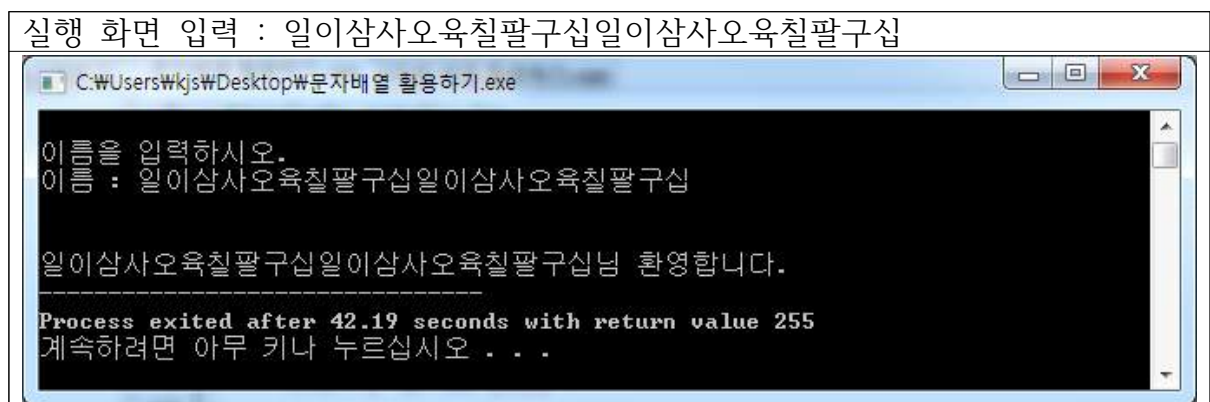 실행 화면 입력 : 일이삼사오육칠팔구십일이삼사오육칠팔구십
C:₩Users₩kjs₩Desktop₩문자배열 활용하기.exe
이름을 입력하시오.
이름 : 일이삼사오육칠팔구십일이삼사오육칠팔구십
일이삼사오육칠팔구십일이삼사오육칠팔구십님 환영합니다.
--------------------------------
Process exited after 42.19 seconds with return value 255
계속하려면 아무 키나 누르십시오 . . .